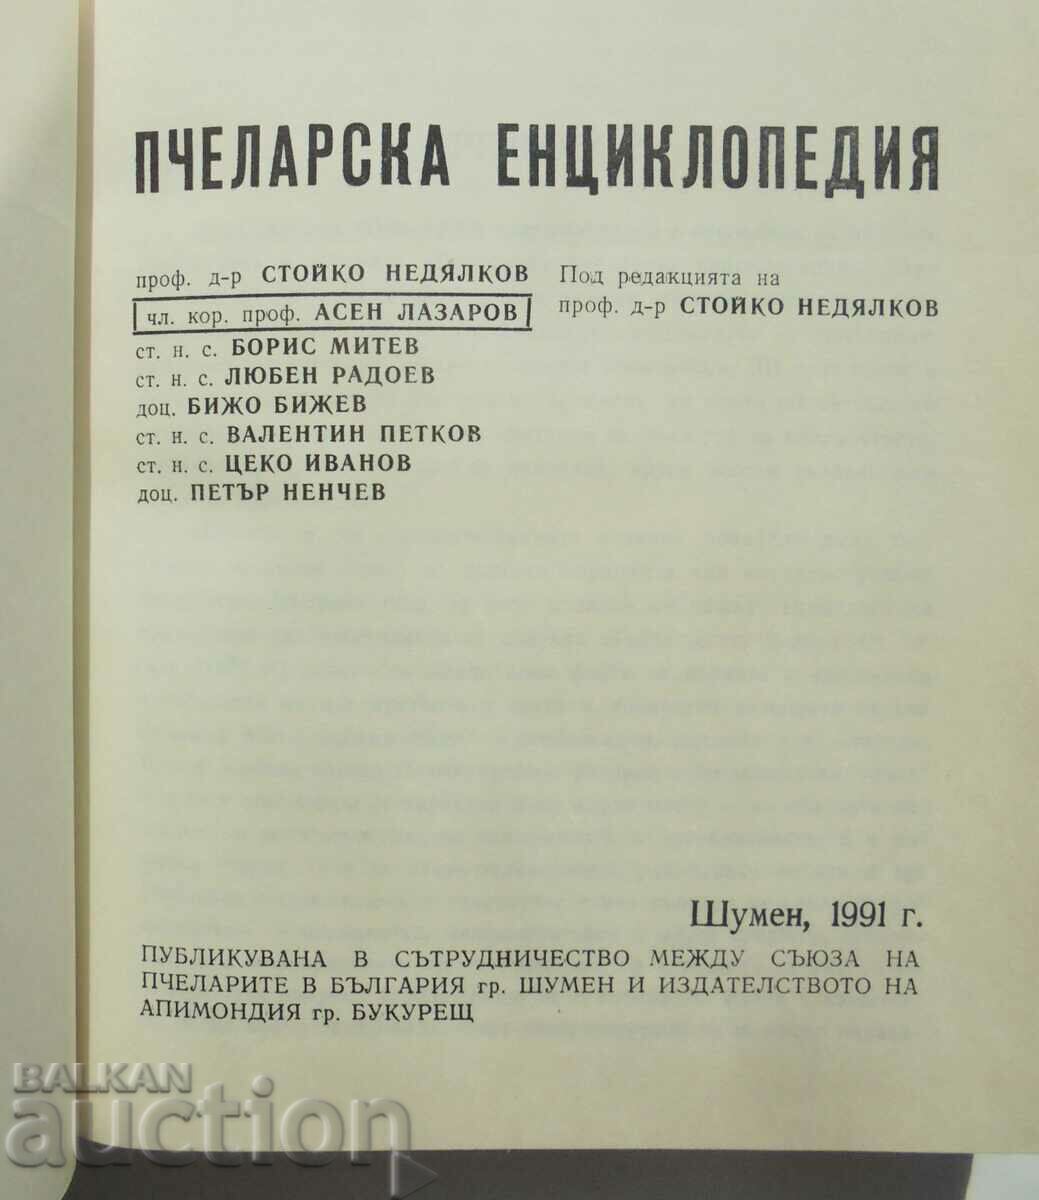 ПЧЕЛАРСКА ЕНЦИКЛОПЕДИЯ
проф. д-р СТОЙКО НЕДЯЛКОВ
чл. кор. проф. АСЕН ЛАЗАРОВ
ст. н. с. БОРИС МИТЕВ
ст. н. с. ЛЮБЕН РАДОЕВ
доц. БИЖО БИЖЕВ
ст. н. с. ВАЛЕНТИН ПЕТКОВ
ст. н. с. ЦЕКО ИВАНОВ
доц. ПЕТЪР НЕНЧЕВ
Под редакцията на
проф. д-р СТОЙКО НЕДЯЛКОВ
Шумен, 1991 г.
ПУБЛИКУВАНА В СЪТРУДНИЧЕСТВО МЕЖДУ СЪЮЗА НА
ПЧЕЛАРИТЕ В БЪЛГАРИЯ гр. ШУМЕН И ИЗДАТЕЛСТВОТО НА
АПИМОНДИЯ гр. БУКУРЕЩ
BALKAN
auction